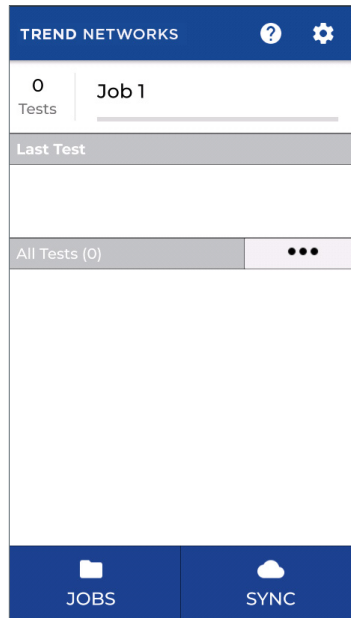 TREND NETWORKS
0
Tests
Job 1
Last Test
All Tests (0)
JOBS
SYNC